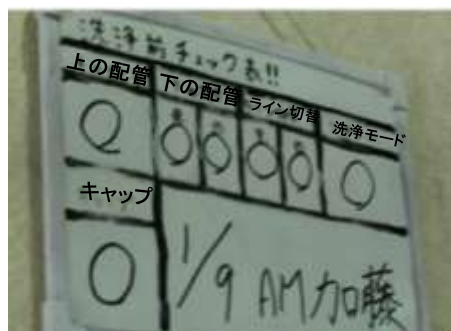 洗浄前チェック表!!
上の配管 下の配管 ライン切替 洗浄モード
○ ○ ○ ○ ○ ○
キャップ
○
1/9 AM 加藤